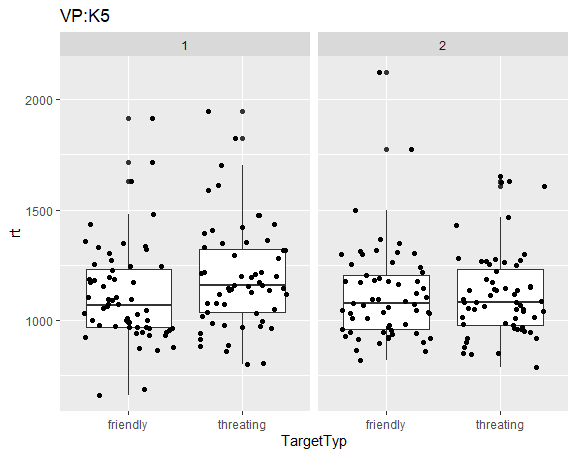 VP:K5
1 2
rt
2000
1500
1000
friendly threating friendly threating
TargetTyp